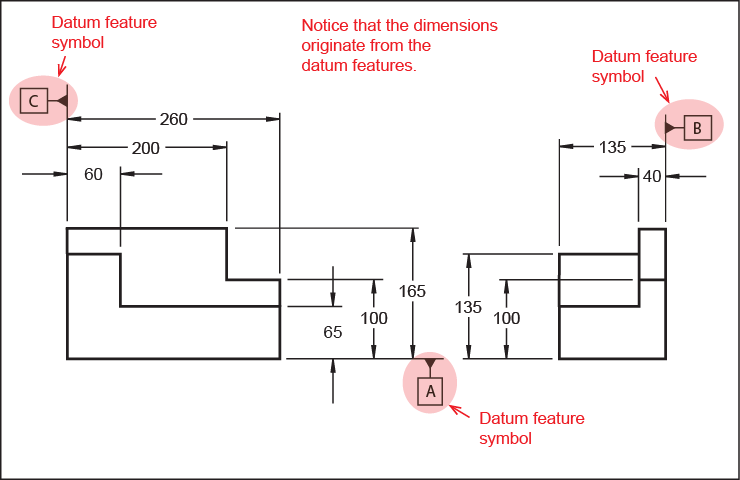 Datum feature
symbol
Notice that the dimensions
originate from the
datum features.
Datum feature
symbol
C
260
B
200
135
60
40
165
135
100
100
65
A
Datum feature
symbol